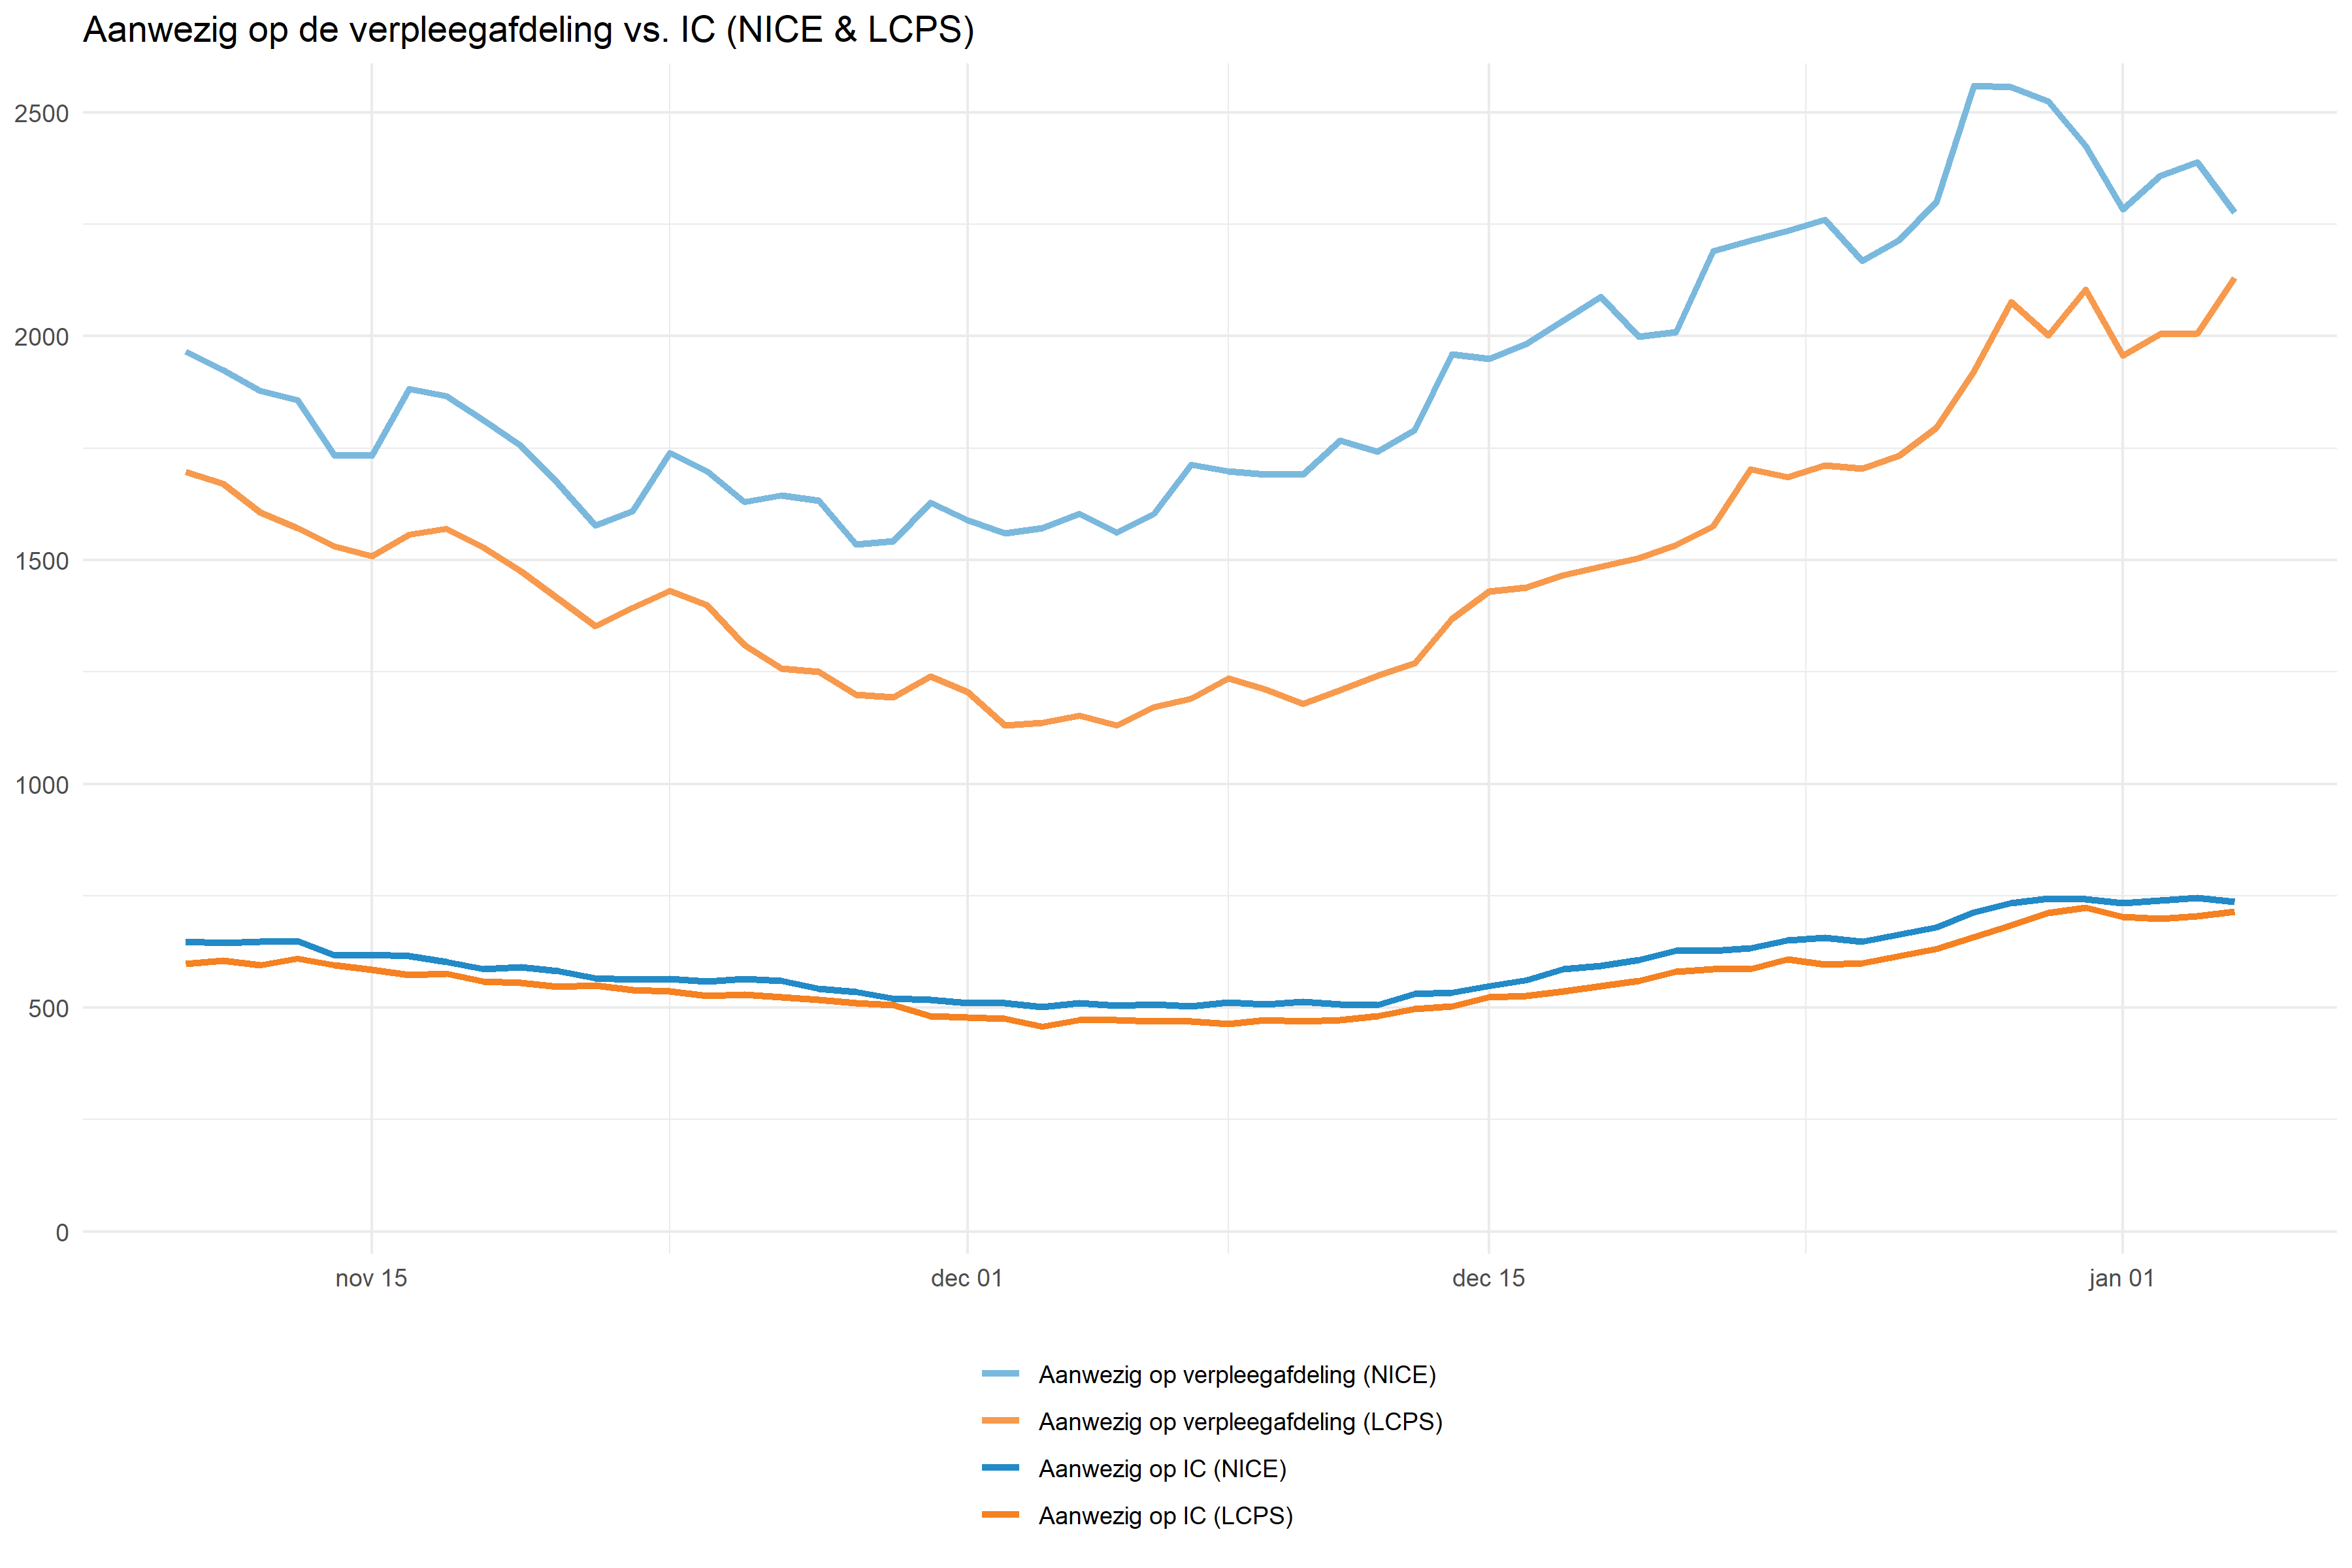 Aanwezig op de verpleegafdeling vs. IC (NICE & LCPS)
2500
2000
1500
1000
500
0
nov 15 dec 01 dec 15 jan 01
Aanwezig op verpleegafdeling (NICE)
Aanwezig op verpleegafdeling (LCPS)
Aanwezig op IC (NICE)
Aanwezig op IC (LCPS)